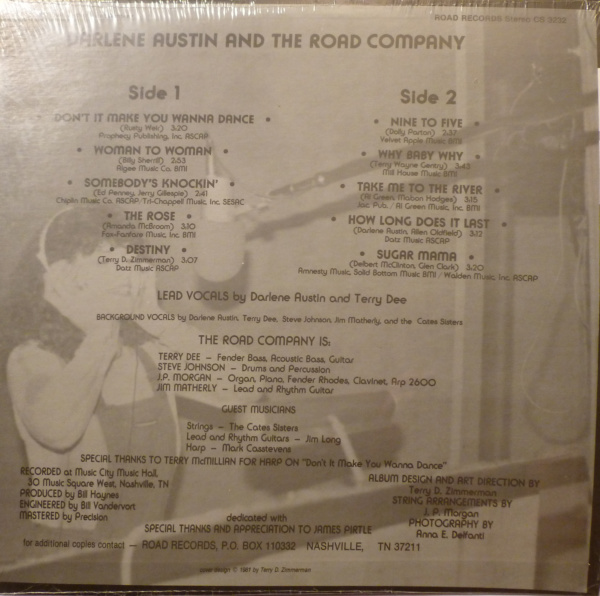 ROAD RECORDS Stereo CS 3232
DARLENE AUSTIN AND THE ROAD COMPANY
Side 1
• DON'T IT MAKE YOU WANNA DANCE •
(Rusty Weir) 3:20
Prophecy Publishing, Inc. ASCAP
• WOMAN TO WOMAN •
(Billy Sherrill) 2:53
Algee Music Co. BMI
• SOMEBODY'S KNOCKIN' •
(Ed Penney, Jerry Gillespie) 2:41
Chiplin Music Co. ASCAP/Tri-Chappell Music, Inc. SESAC
• THE ROSE •
(Amanda McBroom) 3:10
Fox-Fanfare Music, Inc. BMI
• DESTINY •
(Terry D. Zimmerman) 3:07
Datz Music ASCAP
Side 2
• NINE TO FIVE •
(Dolly Parton) 2:37
Velvet Apple Music BMI
• WHY BABY WHY •
(Terry Wayne Gentry) 3:43
Mill House Music BMI
• TAKE ME TO THE RIVER •
(Al Green, Mabon Hodges) 3:15
Jac. Pub. / Al Green Music, Inc. BMI
• HOW LONG DOES IT LAST •
(Darlene Austin, Allen Oldfield) 3:12
Datz Music ASCAP
• SUGAR MAMA •
(Delbert McClinton, Glen Clark) 3:20
Amnesty Music, Solid Bottom Music BMI / Walden Music, Inc. ASCAP
LEAD VOCALS by Darlene Austin and Terry Dee
BACKGROUND VOCALS by Darlene Austin, Terry Dee, Steve Johnson, Jim Matherly, and the Cates Sisters
THE ROAD COMPANY IS:
TERRY DEE – Fender Bass, Acoustic Bass, Guitar
STEVE JOHNSON – Drums and Percussion
J.P. MORGAN – Organ, Piano, Fender Rhodes, Clavinet, Arp 2600
JIM MATHERLY – Lead and Rhythm Guitar
GUEST MUSICIANS
Strings – The Cates Sisters
Lead and Rhythm Guitars – Jim Long
Harp – Mark Casstevens
SPECIAL THANKS TO TERRY McMILLIAN FOR HARP ON "Don't It Make You Wanna Dance"
RECORDED at Music City Music Hall,
30 Music Square West, Nashville, TN
PRODUCED by Bill Haynes
ENGINEERED by Bill Vandervort
MASTERED by Precision
ALBUM DESIGN AND ART DIRECTION BY
Terry D. Zimmerman
STRING ARRANGEMENTS BY
J. P. Morgan
PHOTOGRAPHY BY
Anna E. Delfanti
dedicated with
SPECIAL THANKS AND APPRECIATION TO JAMES PIRTLE
for additional copies contact — ROAD RECORDS, P.O. BOX 110332 NASHVILLE, TN 37211
cover design © 1981 by Terry D. Zimmerman